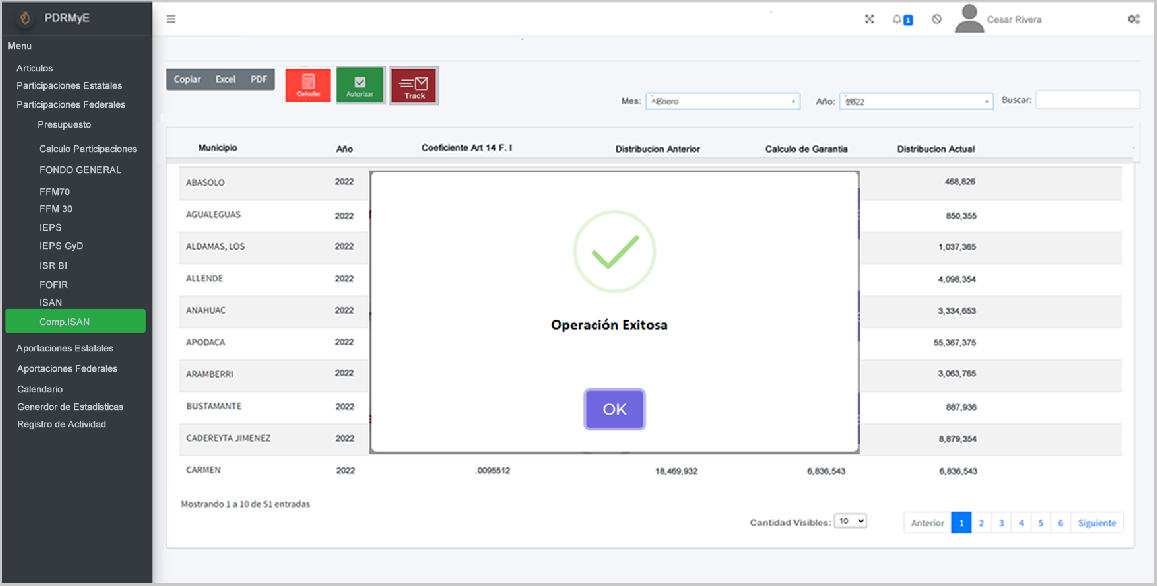 PDRMyE
1
Cesar Rivera
Menu
Articulos
Participaciones Estatales
Participaciones Federales
Presupuesto
Calculo Participaciones
FONDO GENERAL
FFM70
FFM 30
IEPS
IEPS GyD
ISR BI
FOFIR
ISAN
Comp.ISAN
Aportaciones Estatales
Aportaciones Federales
Calendario
Generdor de Estadisticas
Registro de Actividad
Copiar Excel PDF
Calcular
Autorizar
Track
Mes: Enero Año: 2022 Buscar:
Municipio Año Coeficiente Art 14 F. I Distribucion Anterior Calculo de Garantia Distribucion Actual
ABASOLO 2022 468,826
AGUALEGUAS 2022 850,355
ALDAMAS, LOS 2022 1,037,365
ALLENDE 2022 4,098,354
ANAHUAC 2022 3,334,653
APODACA 2022 55,367,375
ARAMBERRI 2022 3,063,765
BUSTAMANTE 2022 887,936
CADEREYTA JIMENEZ 2022 8,879,354
CARMEN 2022 .0095512 18,469,932 6,836,543 6,836,543
Operación Exitosa
OK
Mostrando 1 a 10 de 51 entradas
Cantidad Visibles: 10
Anterior 1 2 3 4 5 6 Siguiente